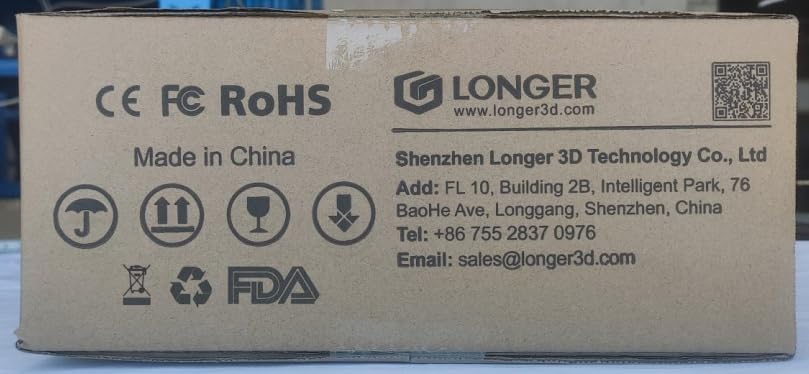 CE FC RoHS
Made in China
FDA
LONGER
www.longer3d.com
Shenzhen Longer 3D Technology Co., Ltd
Add: FL 10, Building 2B, Intelligent Park, 76
BaoHe Ave, Longgang, Shenzhen, China
Tel: +86 755 2837 0976
Email: sales@longer3d.com